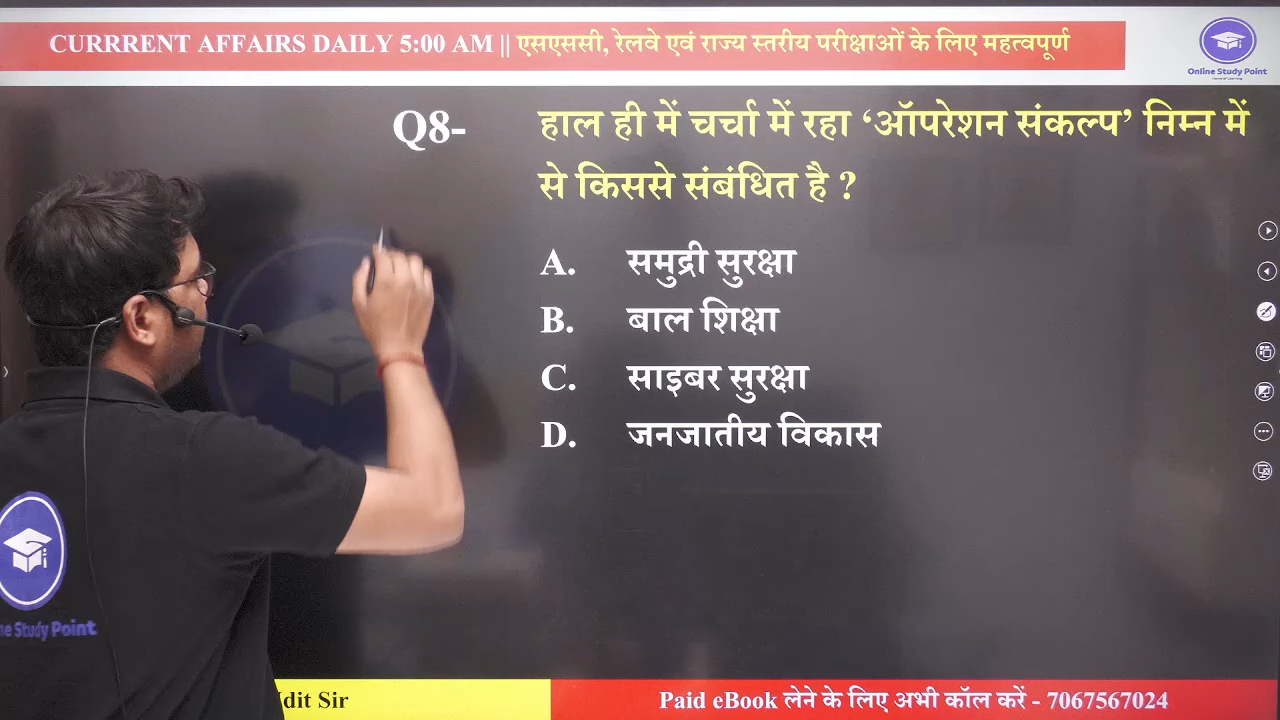 CURRRENT AFFAIRS DAILY 5:00 AM || एसएससी, रेलवे एवं राज्य स्तरीय परीक्षाओं के लिए महत्वपूर्ण
Online Study Point
Q8- हाल ही में चर्चा में रहा ‘ऑपरेशन संकल्प’ निम्न में
से किससे संबंधित है ?
A. समुद्री सुरक्षा
B. बाल शिक्षा
C. साइबर सुरक्षा
D. जनजातीय विकास
ne Study Point
dit Sir
Paid eBook लेने के लिए अभी कॉल करें - 7067567024